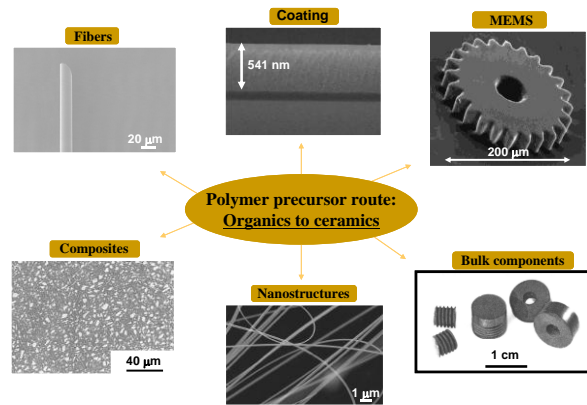 Fibers
Coating
MEMS
541 nm
20 μm
200 μm
Polymer precursor route:
Organics to ceramics
Composites
Nanostructures
Bulk components
40 μm
1 μm
1 cm